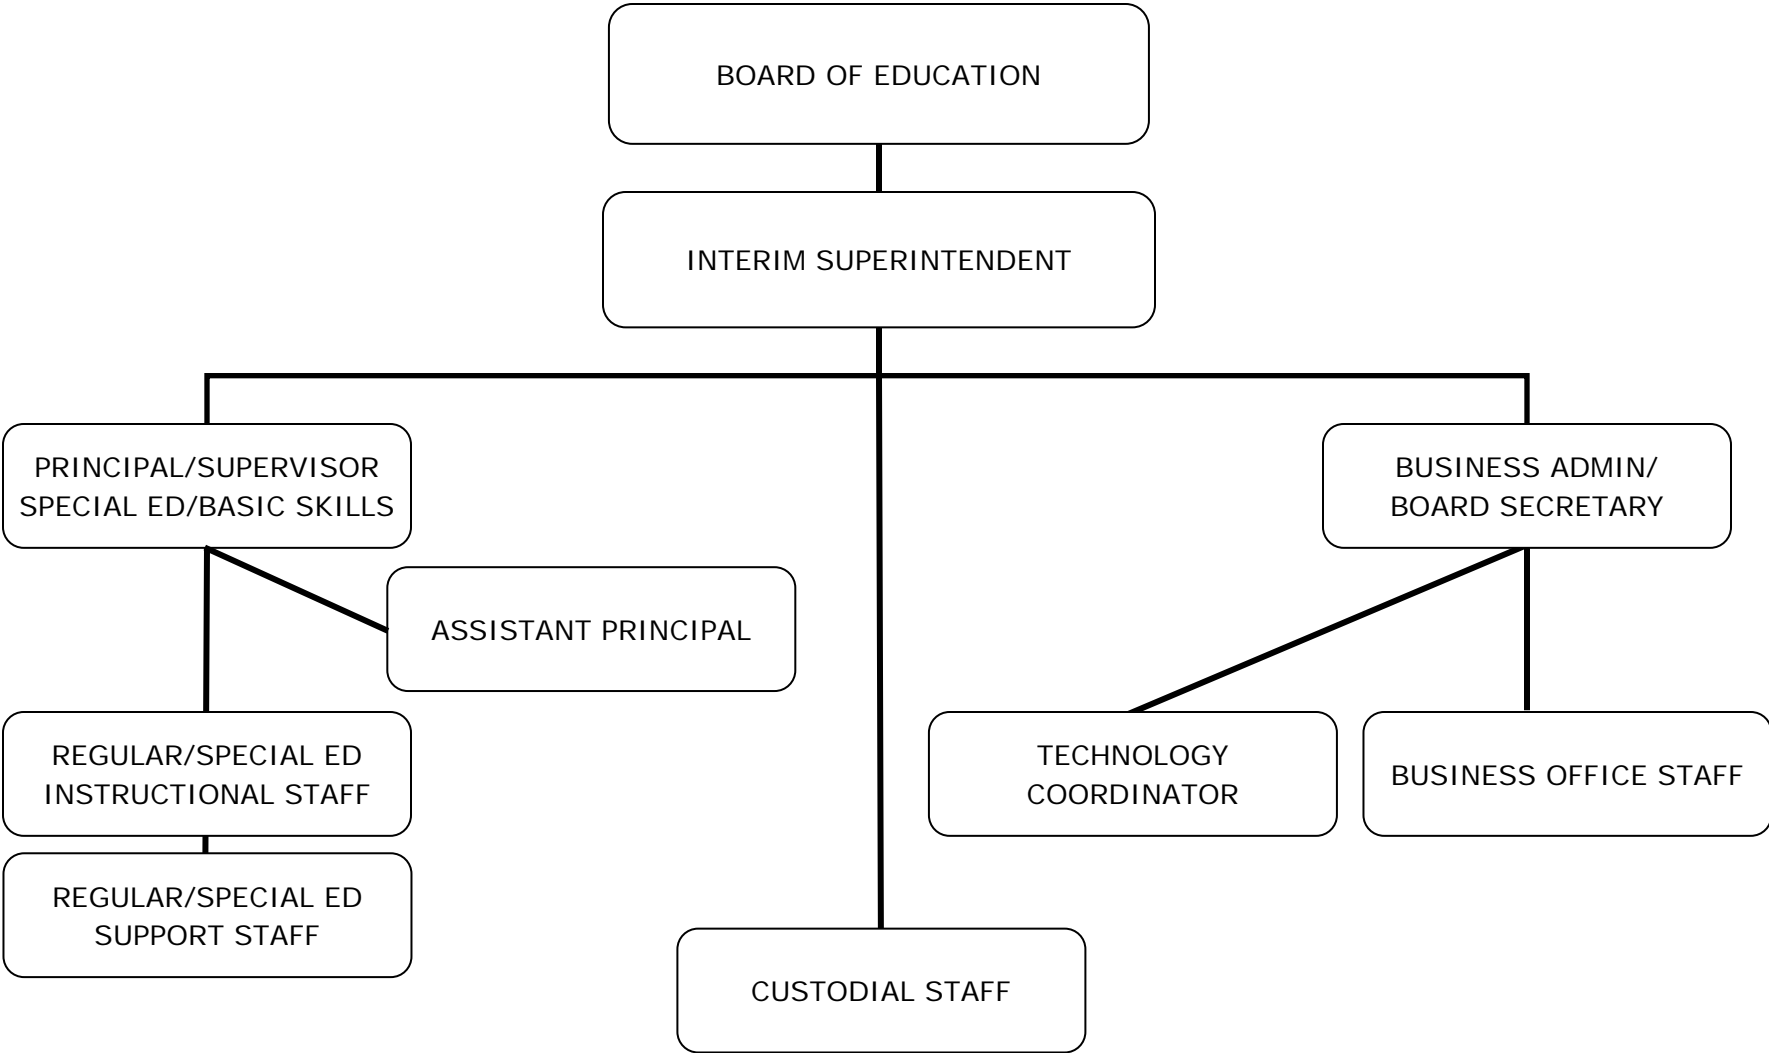 BOARD OF EDUCATION
INTERIM SUPERINTENDENT
PRINCIPAL/SUPERVISOR
SPECIAL ED/BASIC SKILLS
BUSINESS ADMIN/
BOARD SECRETARY
ASSISTANT PRINCIPAL
REGULAR/SPECIAL ED
INSTRUCTIONAL STAFF
TECHNOLOGY
COORDINATOR
BUSINESS OFFICE STAFF
REGULAR/SPECIAL ED
SUPPORT STAFF
CUSTODIAL STAFF